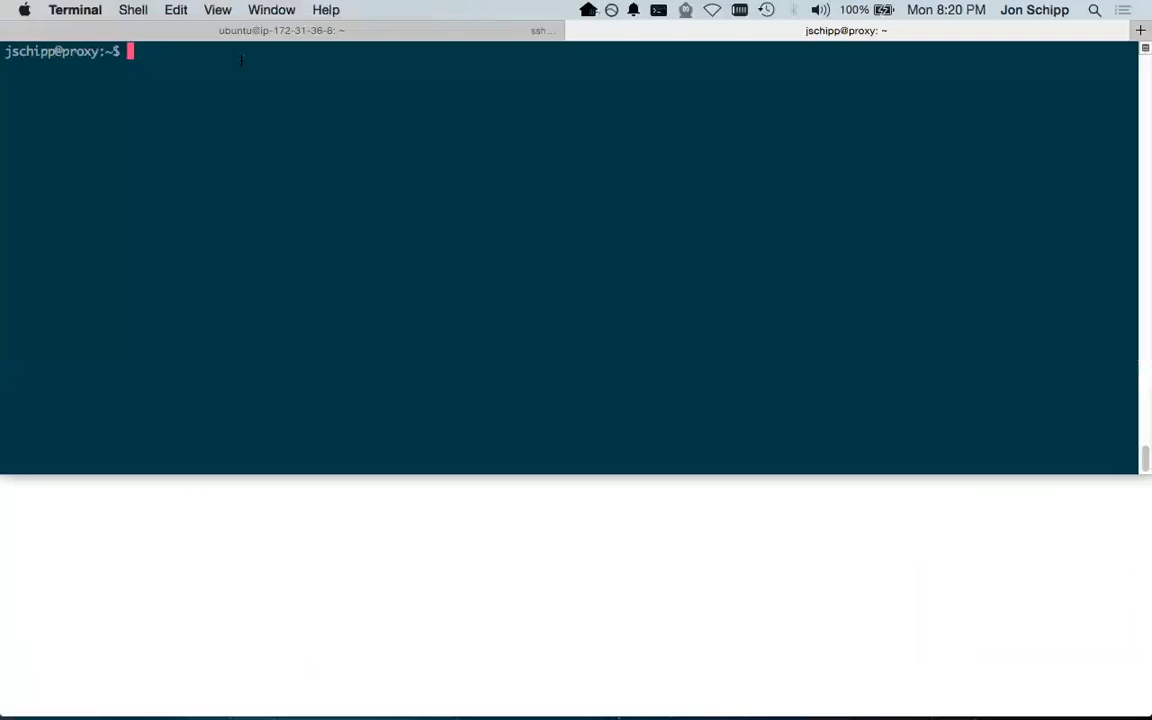 Terminal Shell Edit View Window Help 100% Mon 8:20 PM Jon Schipp
ubuntu@ip-172-31-36-8: ~ ssh... jschipp@proxy: ~
jschipp@proxy:~$